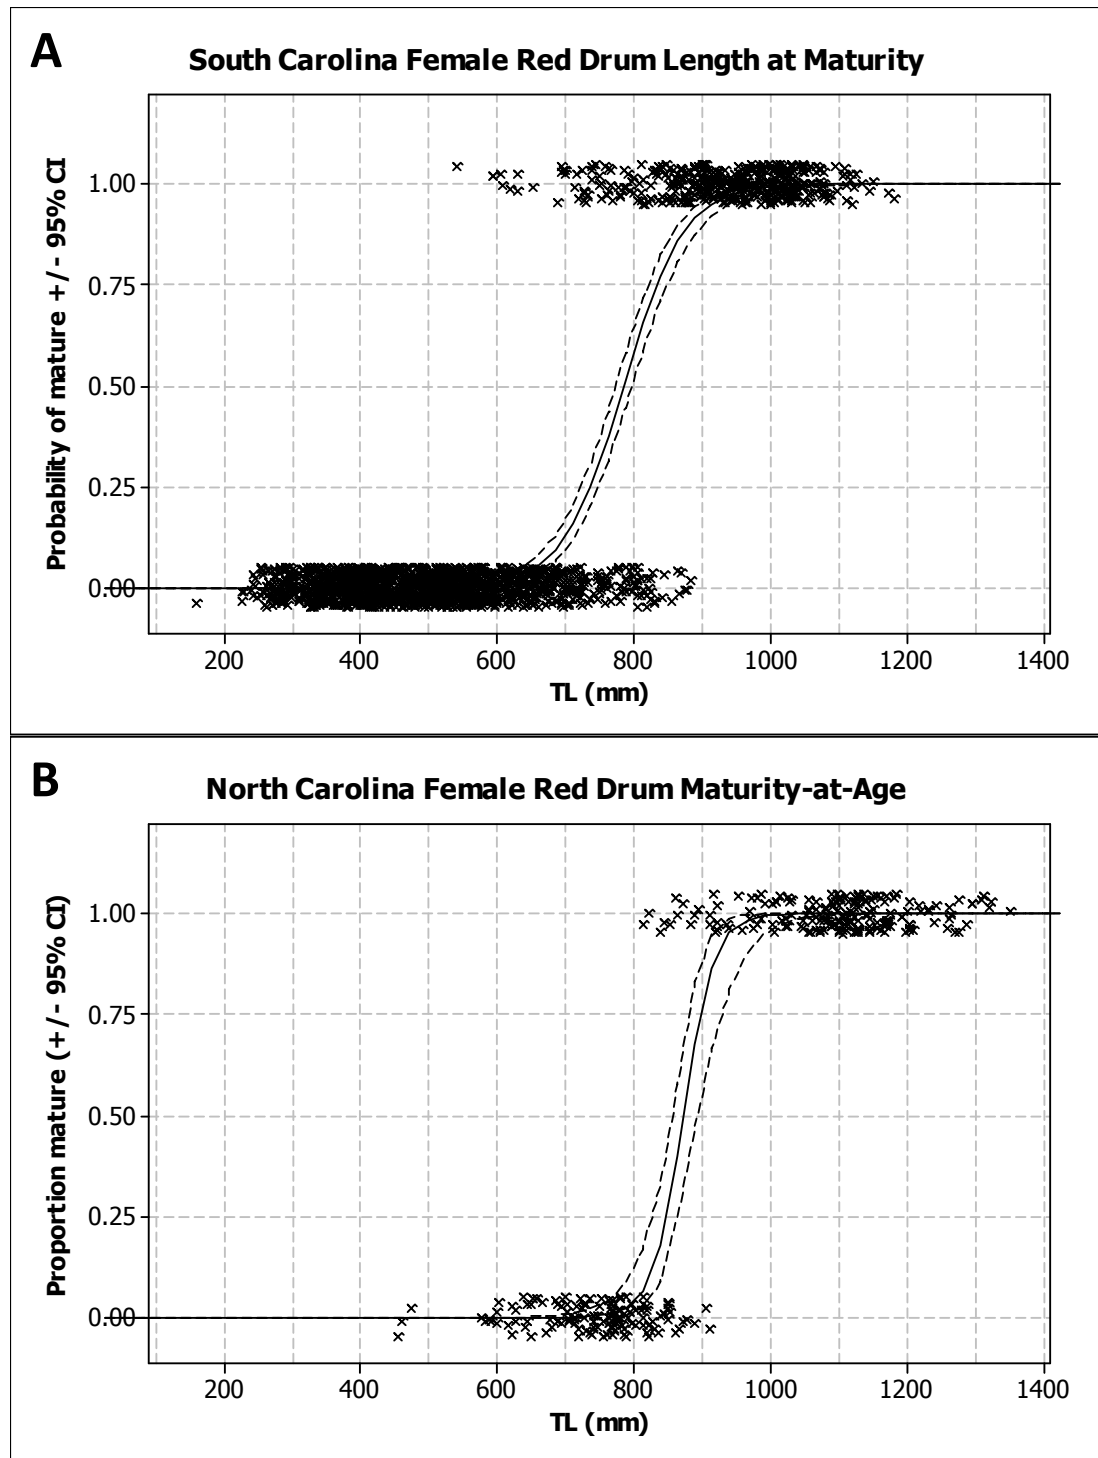 A
South Carolina Female Red Drum Length at Maturity
Probability of mature +/- 95% CI
1.00
0.75
0.50
0.25
0.00
200 400 600 800 1000 1200 1400
TL (mm)
B
North Carolina Female Red Drum Maturity-at-Age
Proportion mature (+/- 95% CI)
1.00
0.75
0.50
0.25
0.00
200 400 600 800 1000 1200 1400
TL (mm)